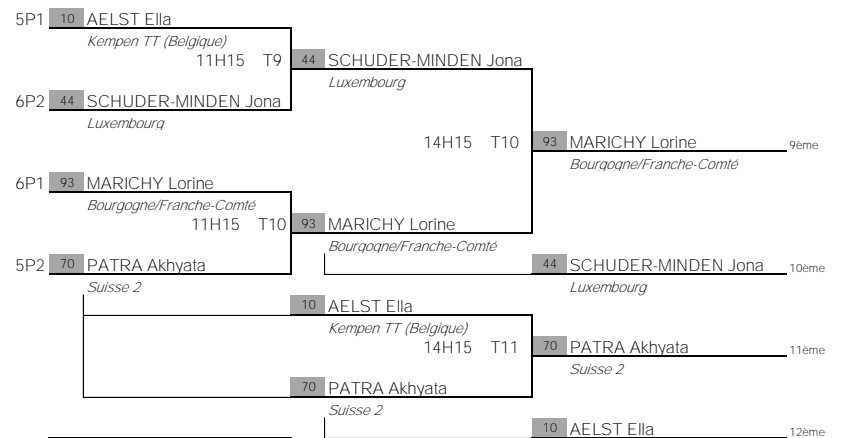 5P1 10 AELST Ella
Kempen TT (Belgique)
11H15 T9 44 SCHUDER-MINDEN Jona
Luxembourg
6P2 44 SCHUDER-MINDEN Jona
Luxembourg
14H15 T10 93 MARICHY Lorine 9ème
Bourgogne/Franche-Comté
6P1 93 MARICHY Lorine
Bourgogne/Franche-Comté
11H15 T10 93 MARICHY Lorine
Bourgogne/Franche-Comté
5P2 70 PATRA Akhyata 44 SCHUDER-MINDEN Jona 10ème
Suisse 2 Luxembourg
10 AELST Ella
Kempen TT (Belgique)
14H15 T11 70 PATRA Akhyata 11ème
Suisse 2
70 PATRA Akhyata
Suisse 2
10 AELST Ella 12ème